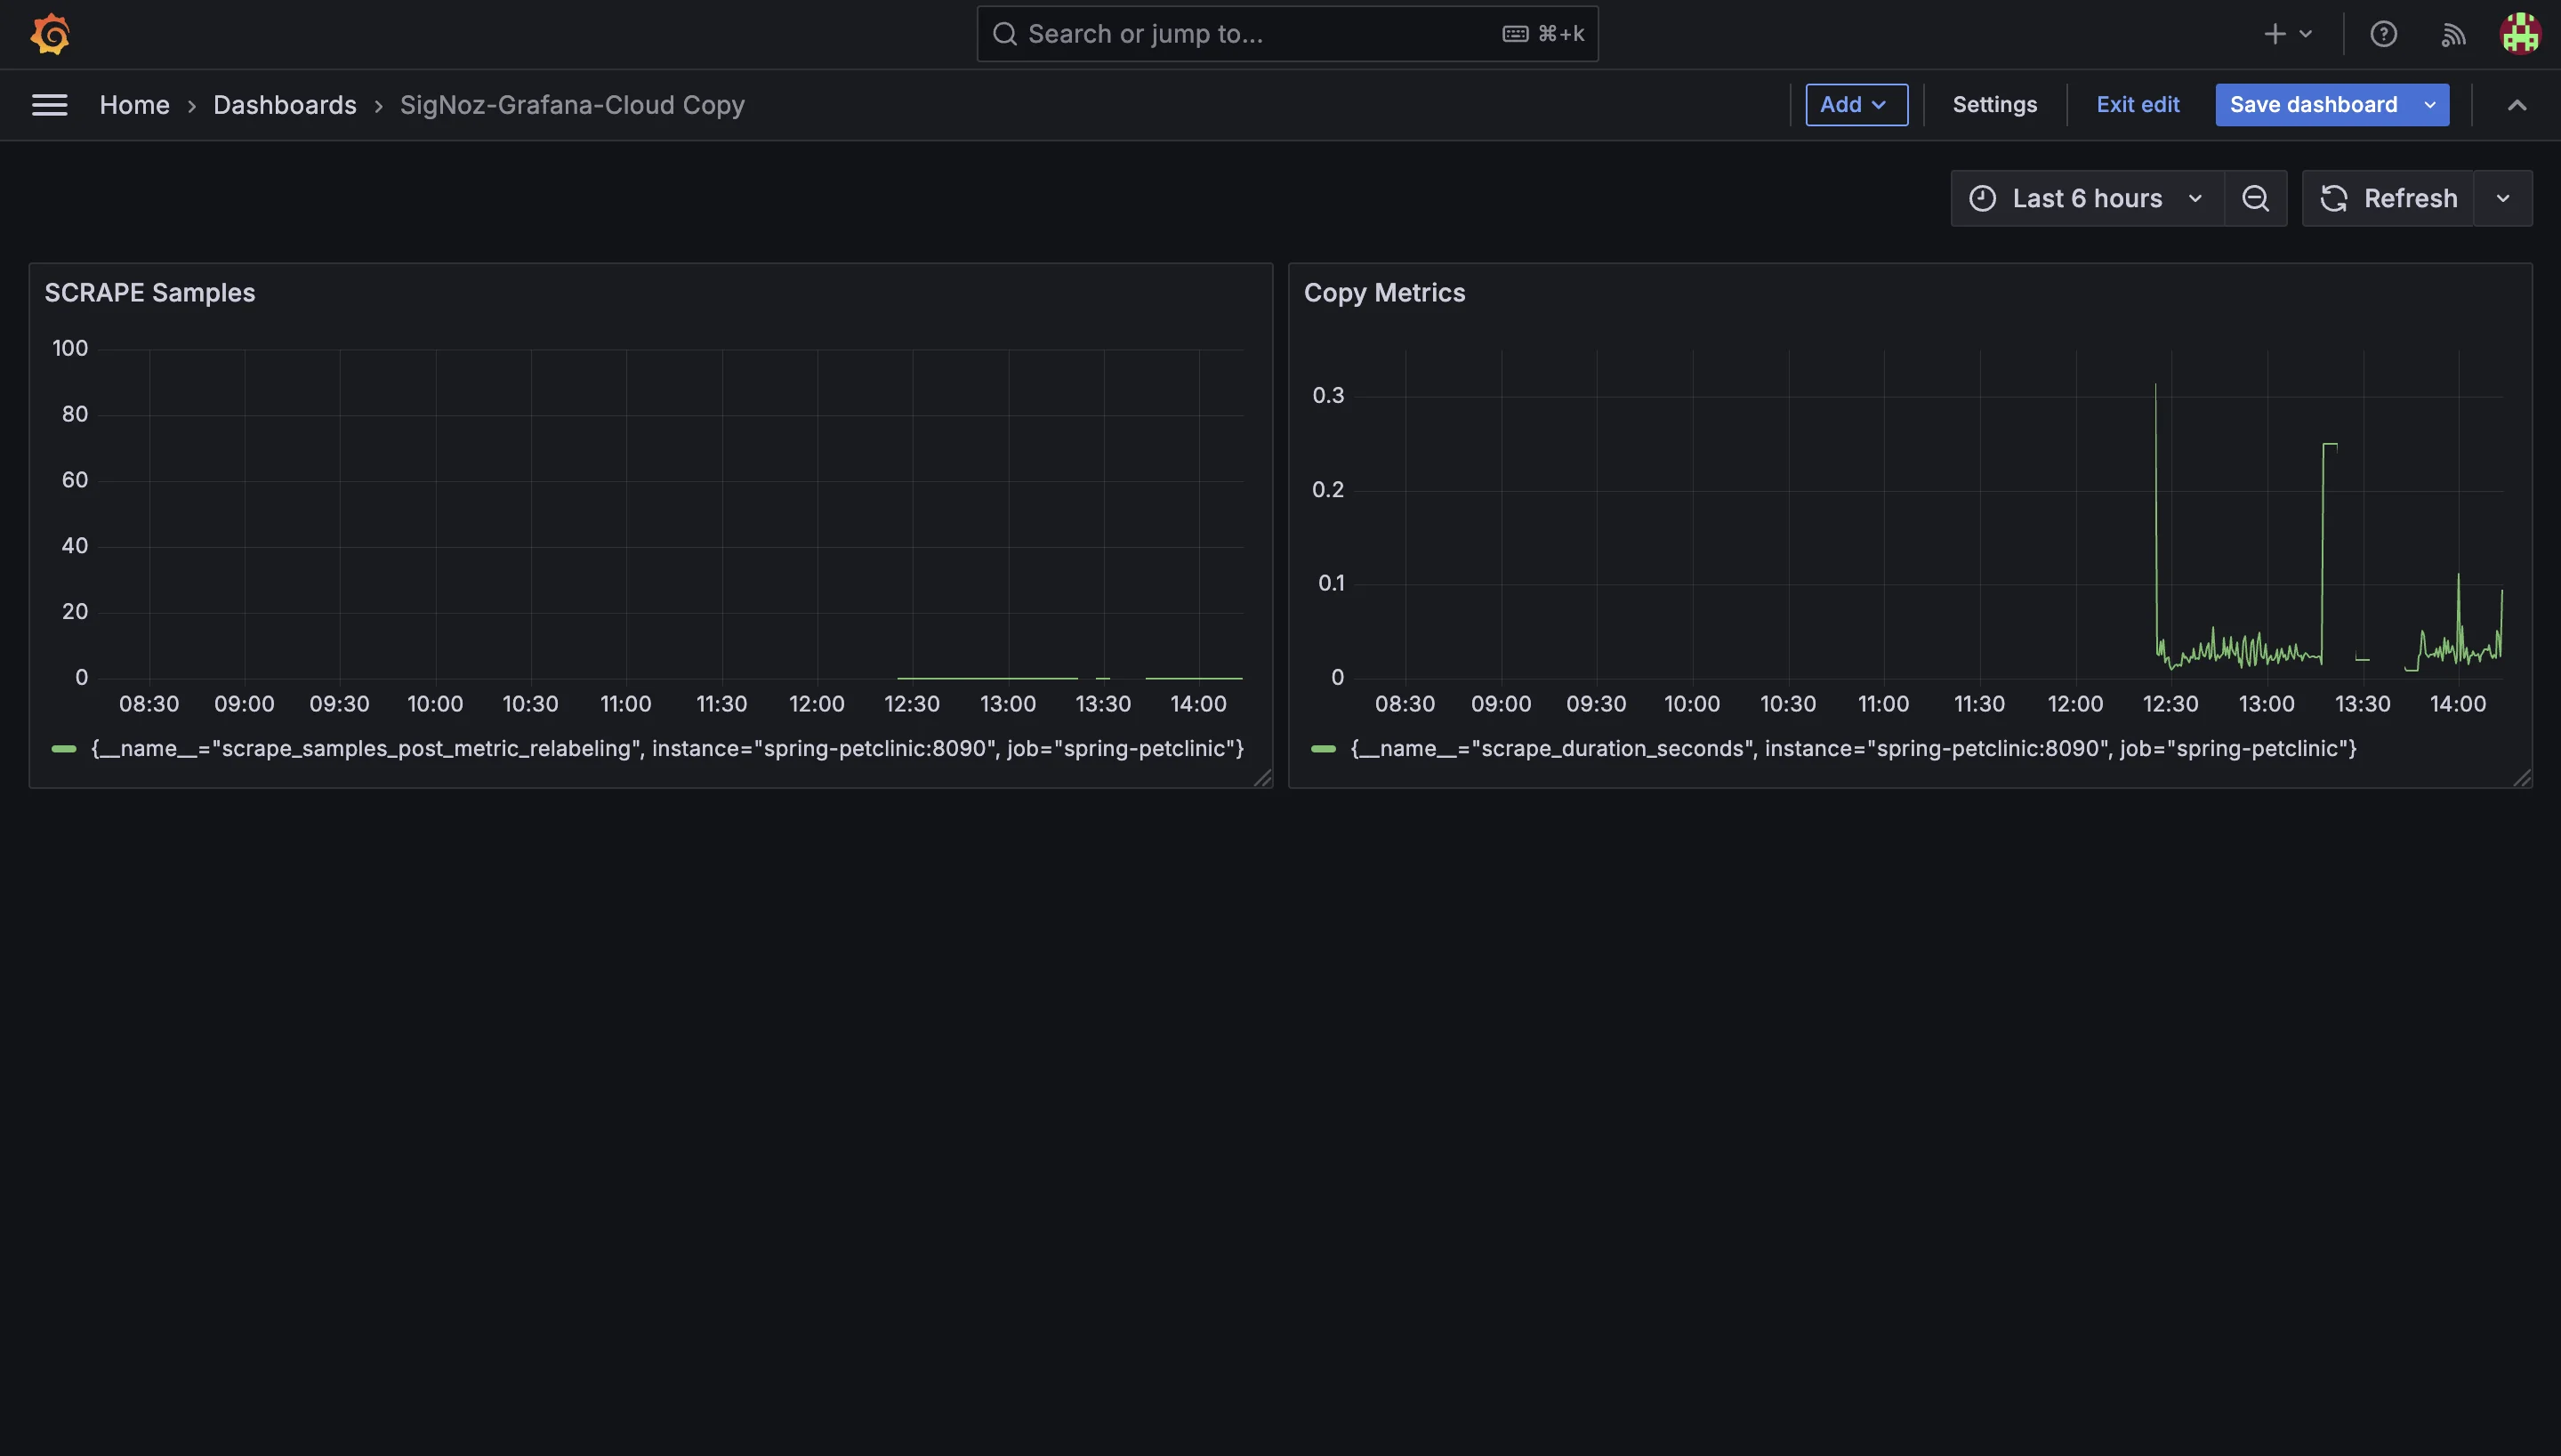 Search or jump to... ⌘+k
Home › Dashboards › SigNoz-Grafana-Cloud Copy
Add Settings Exit edit Save dashboard
Last 6 hours Refresh
SCRAPE Samples
100
80
60
40
20
0
08:30 09:00 09:30 10:00 10:30 11:00 11:30 12:00 12:30 13:00 13:30 14:00
{__name__="scrape_samples_post_metric_relabeling", instance="spring-petclinic:8090", job="spring-petclinic"}
Copy Metrics
0.3
0.2
0.1
0
08:30 09:00 09:30 10:00 10:30 11:00 11:30 12:00 12:30 13:00 13:30 14:00
{__name__="scrape_duration_seconds", instance="spring-petclinic:8090", job="spring-petclinic"}